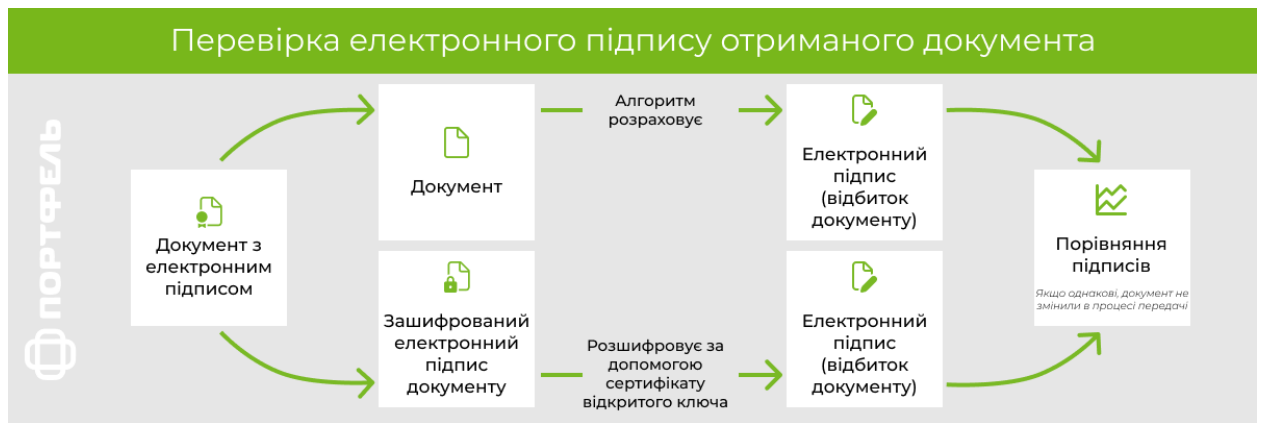 Перевірка електронного підпису отриманого документа
ПОРТФЕЛЬ
Документ з
електронним
підписом
Документ
Алгоритм
розраховує
Електронний
підпис
(відбиток
документу)
Зашифрований
електронний
підпис
документу
Розшифровує за
допомогою
сертифікату
відкритого ключа
Електронний
підпис
(відбиток
документу)
Порівняння
підписів
Якщо однакові, документ не
змінили в процесі передачі